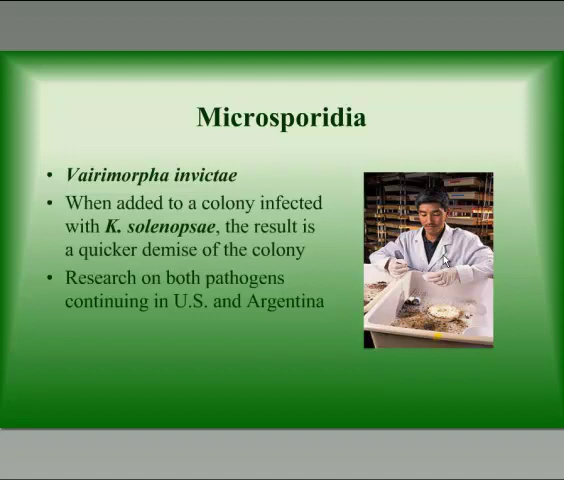 Microsporidia
• Vairimorpha invictae
• When added to a colony infected
with K. solenopsae, the result is
a quicker demise of the colony
• Research on both pathogens
continuing in U.S. and Argentina